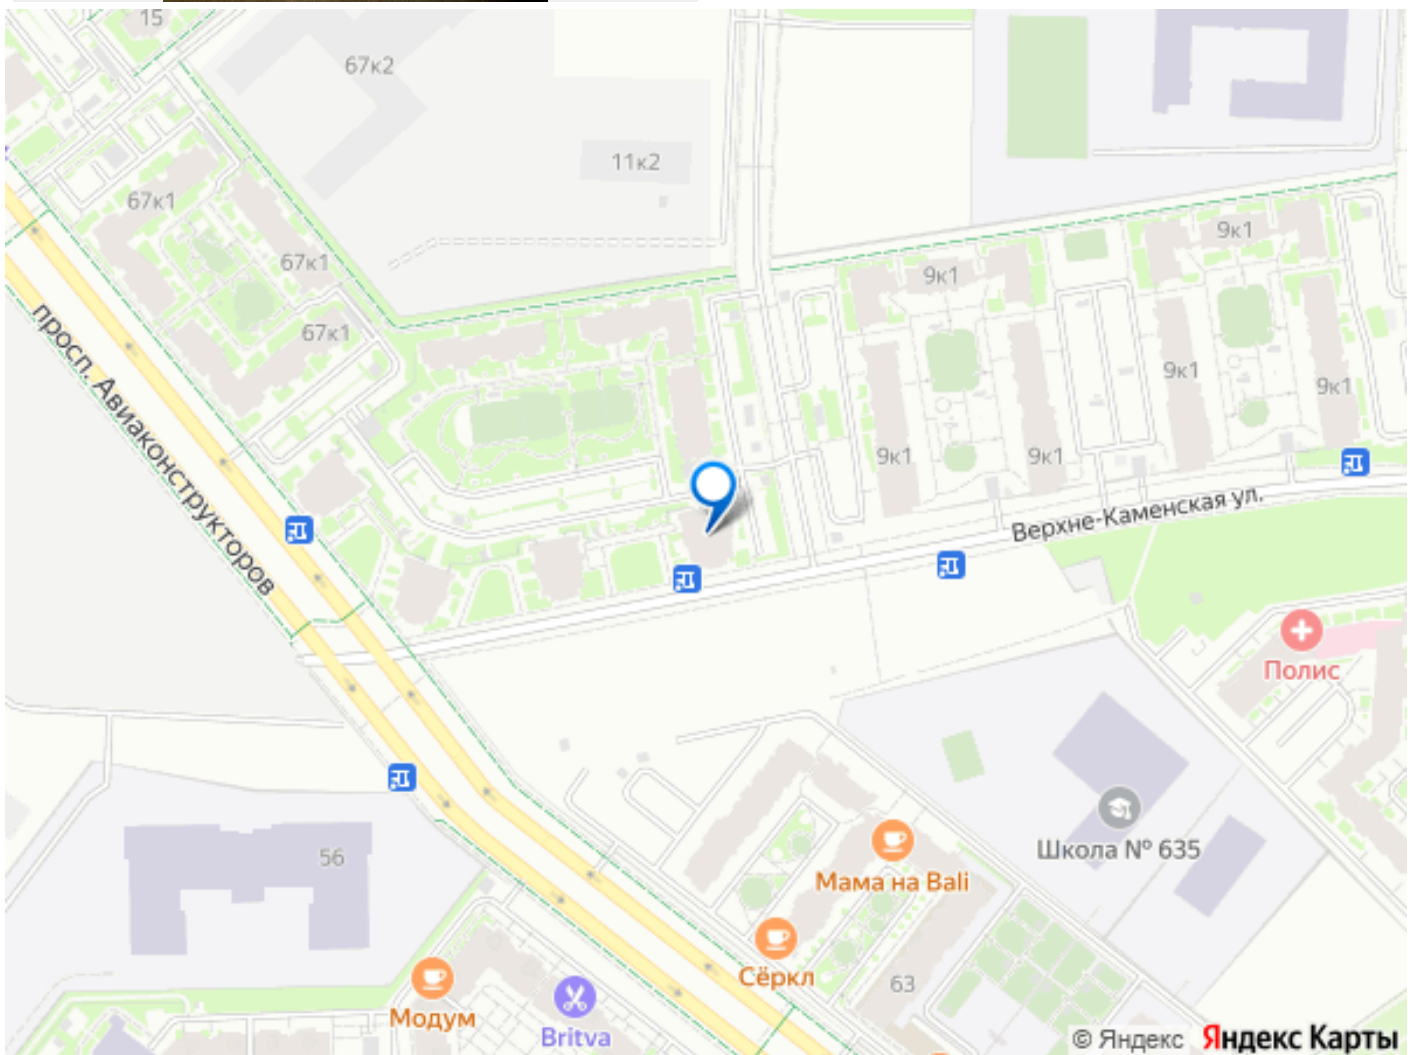 15
67к2
11к2
67к1
9к1
67к1
9к1
67к1
просп. Авиаконструкторов
9к1
9к1
9к1
9к1
Верхне-Каменская ул.
Полис
56
Школа № 635
Мама на Bali
Сёркл
63
Модум
Britva
© Яндекс Яндекс Карты